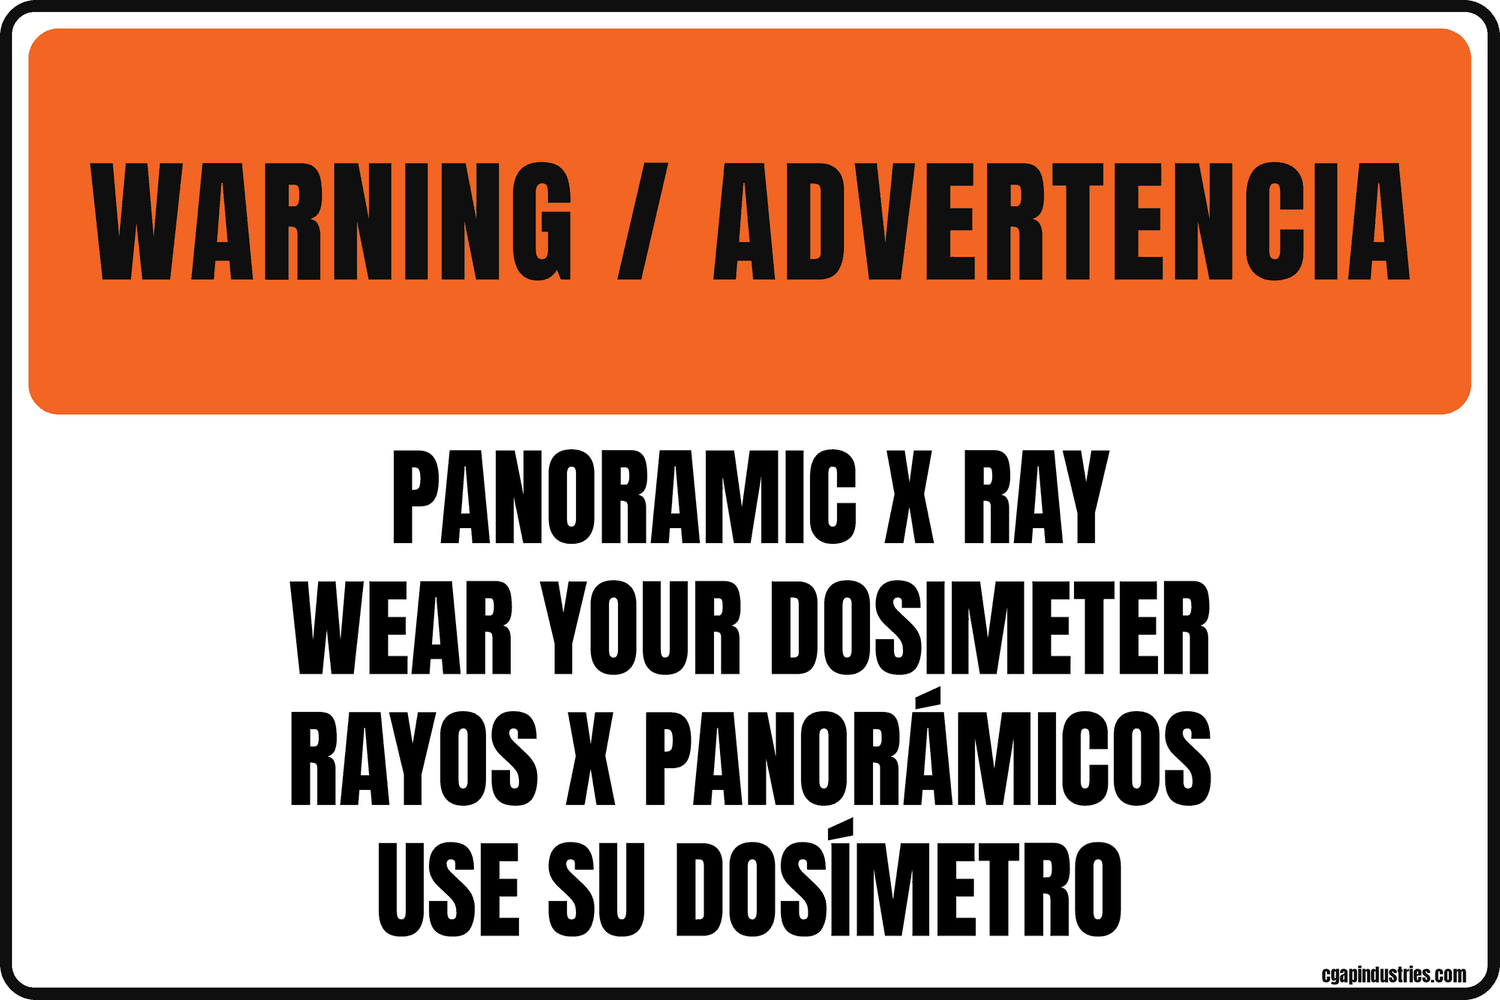 WARNING / ADVERTENCIA
PANORAMIC X RAY
WEAR YOUR DOSIMETER
RAYOS X PANORÁMICOS
USE SU DOSÍMETRO
cgapindustries.com